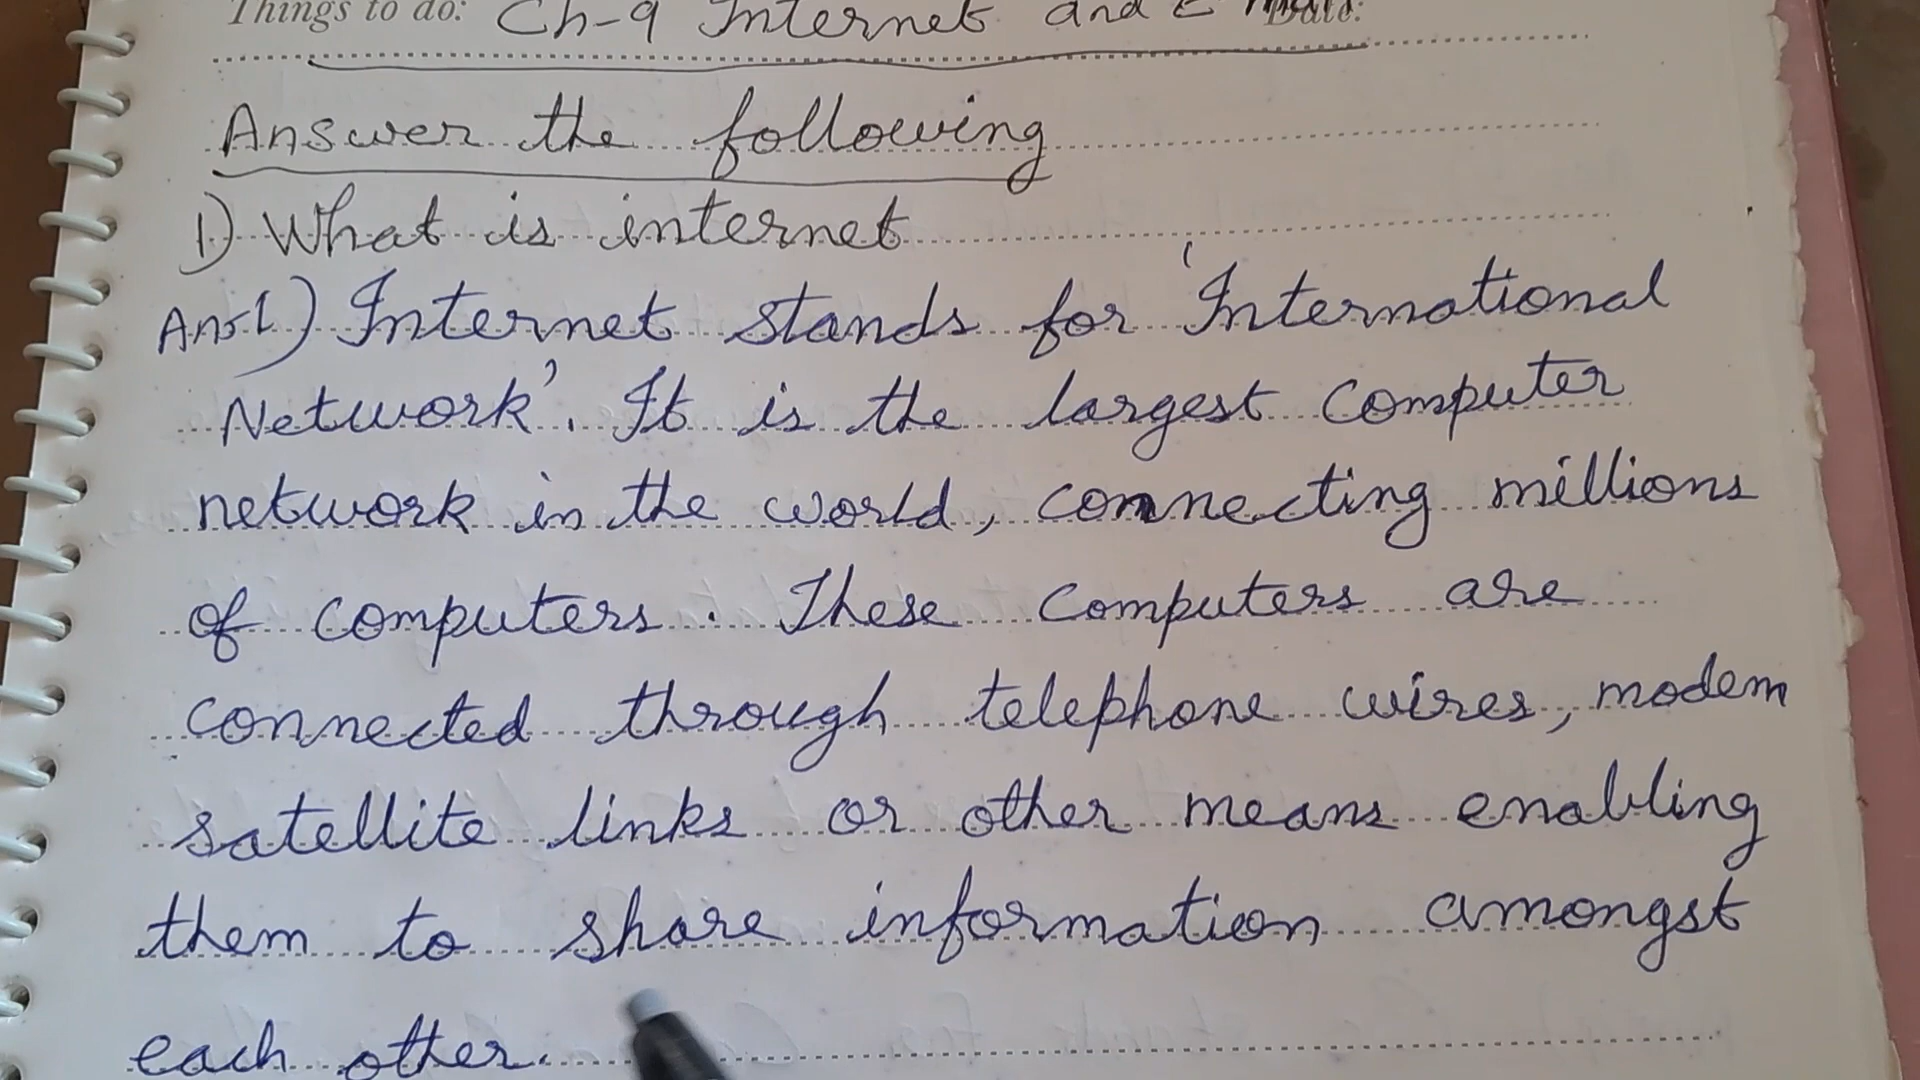 Things to do: Ch-9 Internet and E-mail Date:
Answer the following
1) What is internet
Ans1) Internet stands for 'International
Network'. It is the largest computer
network in the world, connecting millions
of computers. These computers are
connected through telephone wires, modem
satellite links or other means enabling
them to share information amongst
each other.